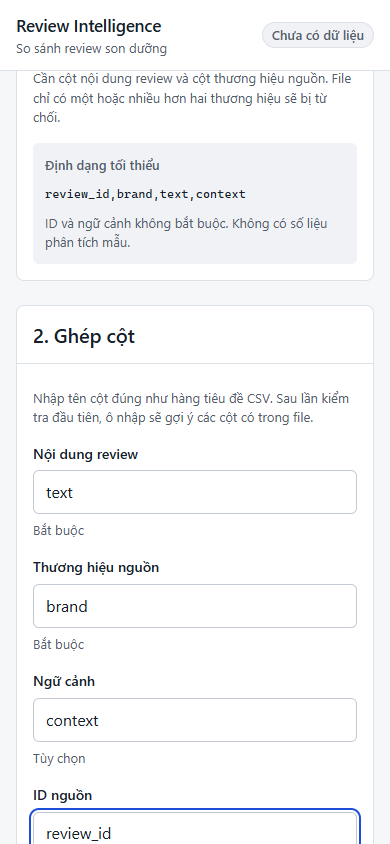 Review Intelligence
So sánh review son dưỡng
Chưa có dữ liệu
Cần cột nội dung review và cột thương hiệu nguồn. File
chỉ có một hoặc nhiều hơn hai thương hiệu sẽ bị từ
chối.
Định dạng tối thiểu
review_id,brand,text,context
ID và ngữ cảnh không bắt buộc. Không có số liệu
phân tích mẫu.
2. Ghép cột
Nhập tên cột đúng như hàng tiêu đề CSV. Sau lần kiểm
tra đầu tiên, ô nhập sẽ gợi ý các cột có trong file.
Nội dung review
text
Bắt buộc
Thương hiệu nguồn
brand
Bắt buộc
Ngữ cảnh
context
Tùy chọn
ID nguồn
review_id